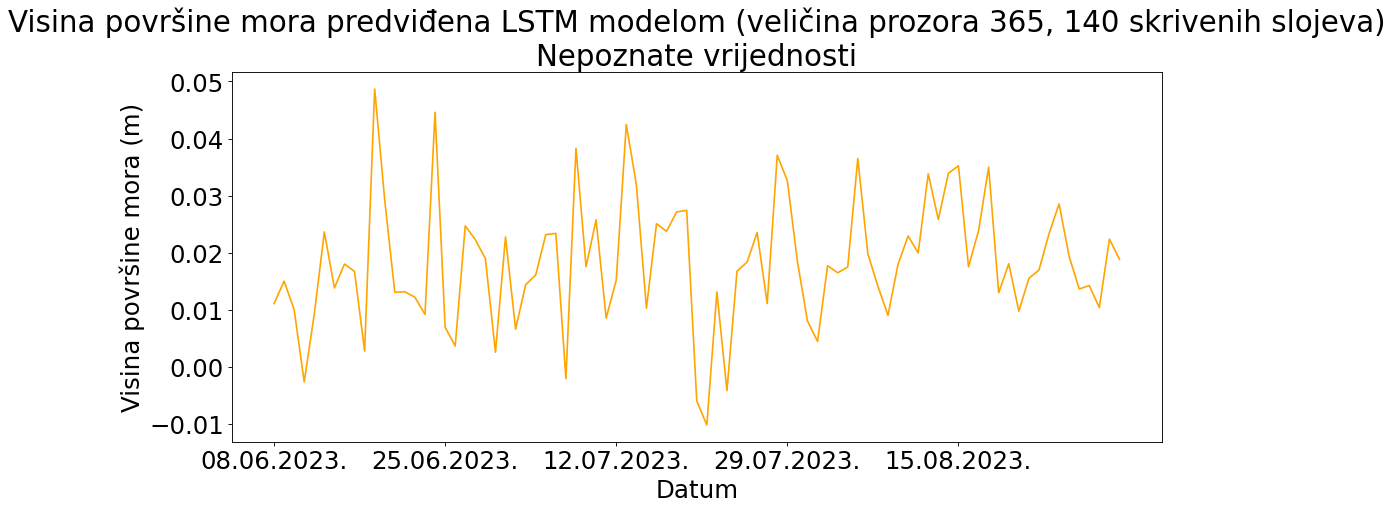 Visina površine mora predviđena LSTM modelom (veličina prozora 365, 140 skrivenih slojeva)
Nepoznate vrijednosti
Visina površine mora (m)
0.05
0.04
0.03
0.02
0.01
0.00
−0.01
08.06.2023. 25.06.2023. 12.07.2023. 29.07.2023. 15.08.2023.
Datum